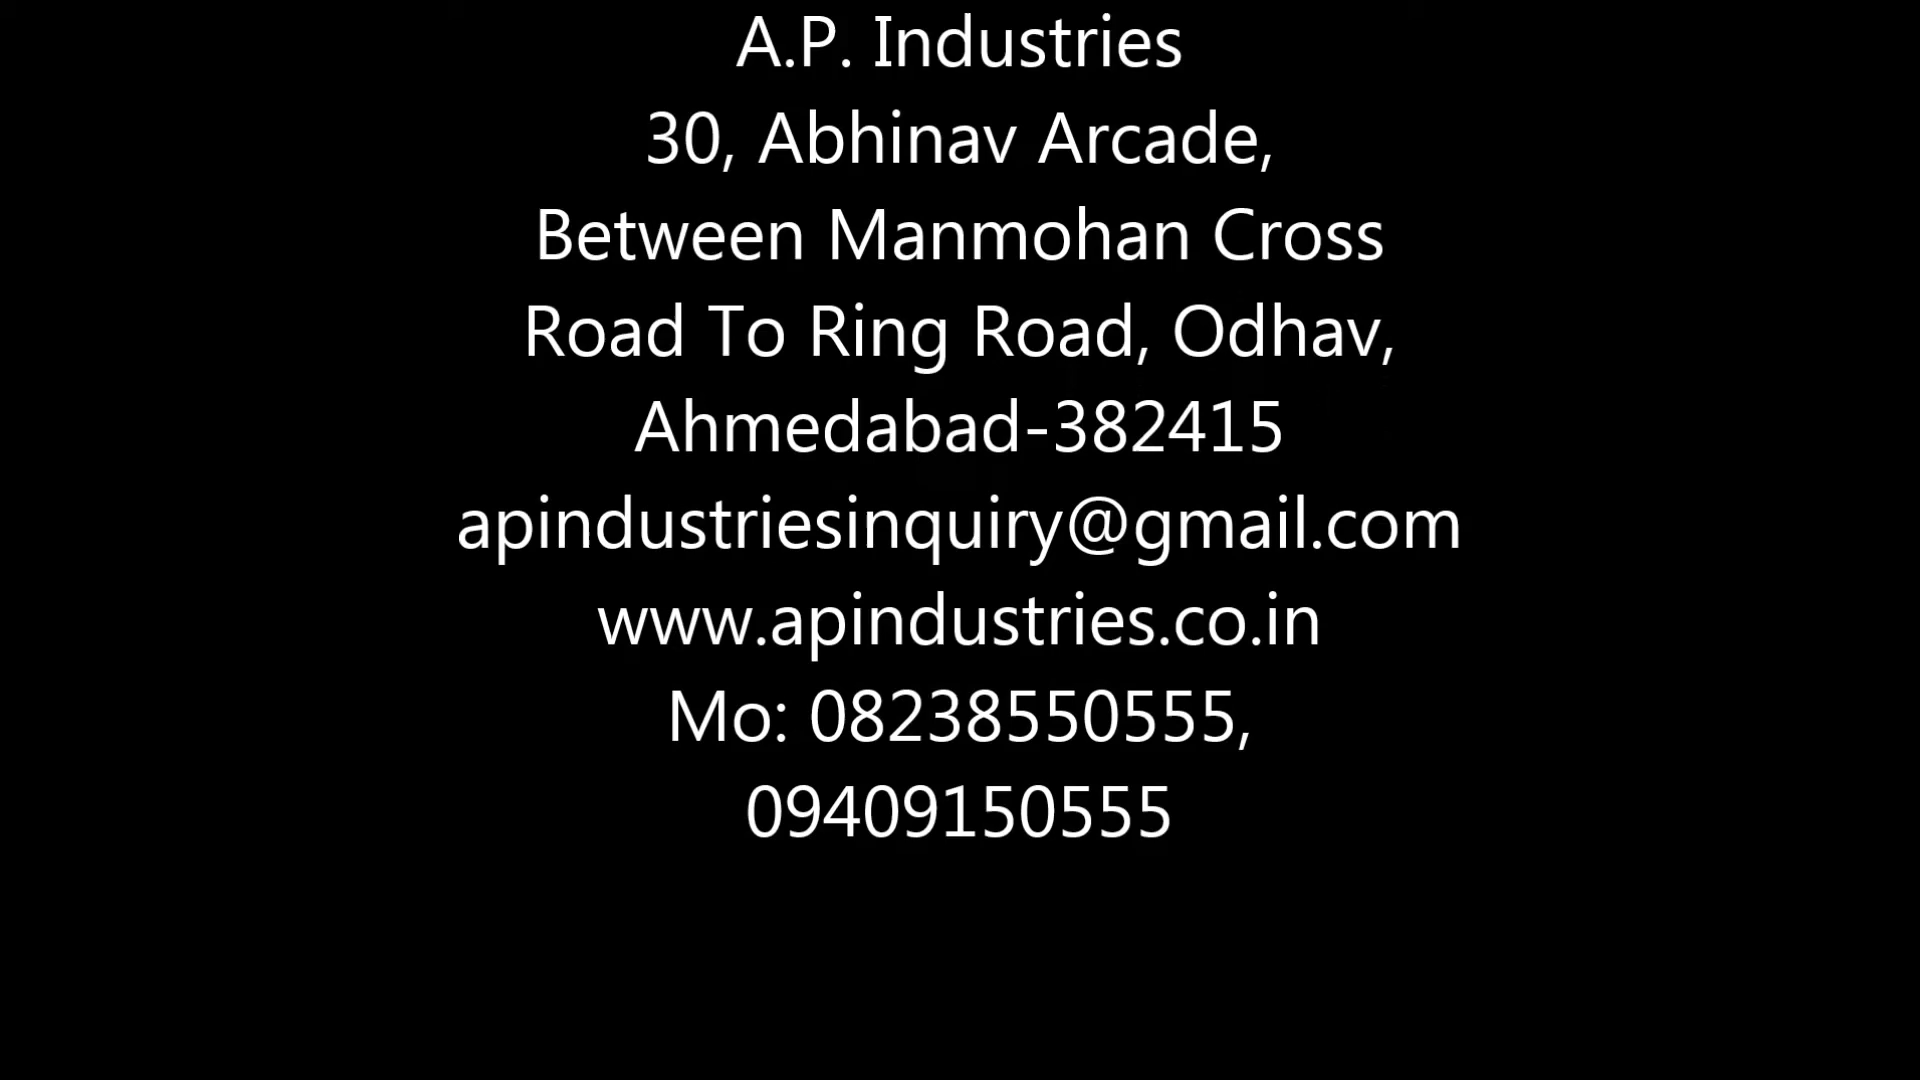 A.P. Industries
30, Abhinav Arcade,
Between Manmohan Cross
Road To Ring Road, Odhav,
Ahmedabad-382415
apindustriesinquiry@gmail.com
www.apindustries.co.in
Mo: 08238550555,
09409150555